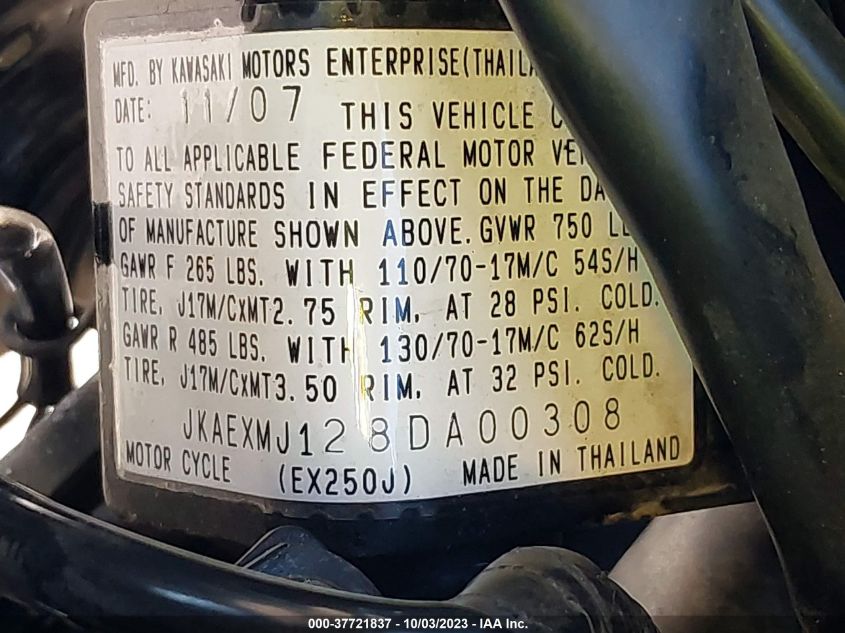 MFD. BY KAWASAKI MOTORS ENTERPRISE(THAILA
DATE: 11/07 THIS VEHICLE C
TO ALL APPLICABLE FEDERAL MOTOR VE
SAFETY STANDARDS IN EFFECT ON THE DA
OF MANUFACTURE SHOWN ABOVE. GVWR 750 L
GAWR F 265 LBS. WITH 110/70-17M/C 54S/H
TIRE, J17M/CxMT2.75 RIM, AT 28 PSI. COLD.
GAWR R 485 LBS. WITH 130/70-17M/C 62S/H
TIRE, J17M/CxMT3.50 RIM, AT 32 PSI. COLD.
JKAEXMJ128DA00308
MOTOR CYCLE (EX250J) MADE IN THAILAND
000-37721837 - 10/03/2023 - IAA Inc.